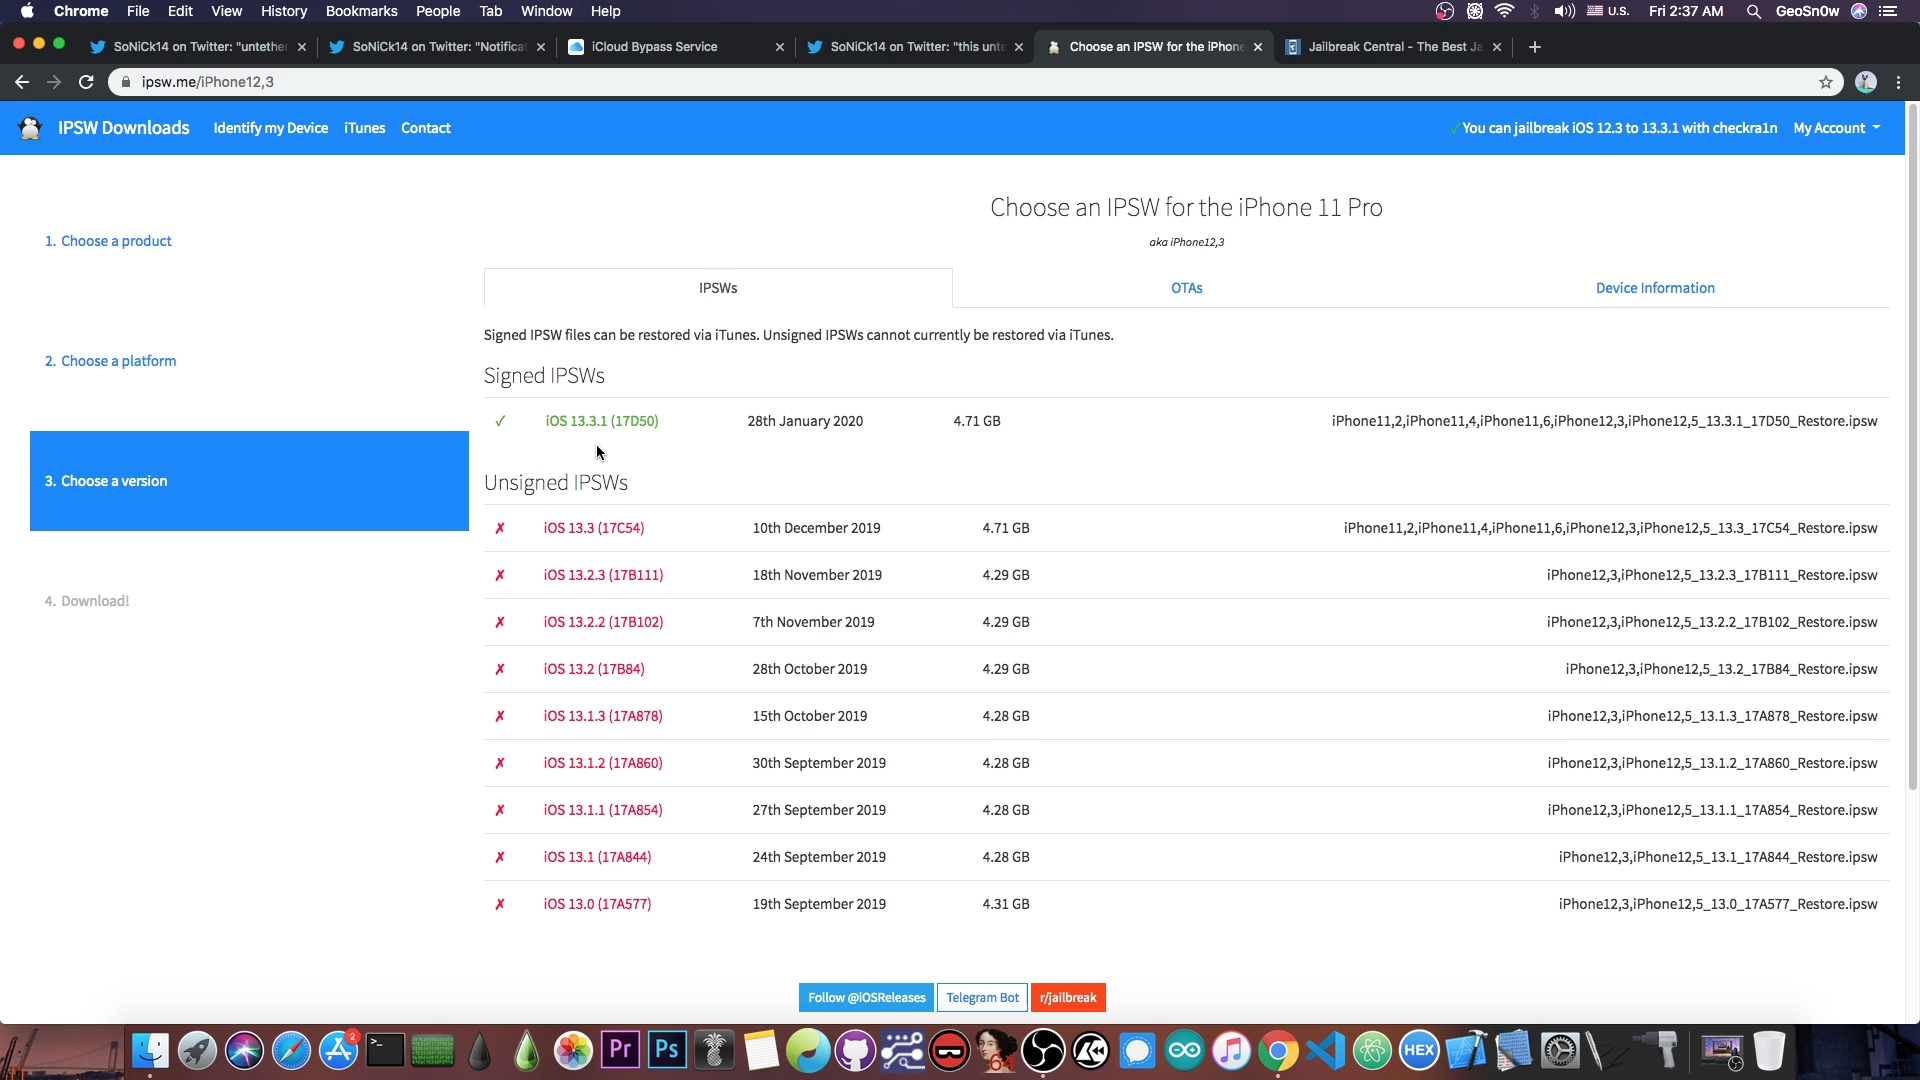 Chrome File Edit View History Bookmarks People Tab Window Help U.S. Fri 2:37 AM GeoSn0w
SoNiCk14 on Twitter: "untether SoNiCk14 on Twitter: "Notificat iCloud Bypass Service SoNiCk14 on Twitter: "this unte Choose an IPSW for the iPhone Jailbreak Central - The Best Ja
ipsw.me/iPhone12,3
IPSW Downloads Identify my Device iTunes Contact ✓You can jailbreak iOS 12.3 to 13.3.1 with checkra1n My Account
Choose an IPSW for the iPhone 11 Pro
aka iPhone12,3
1. Choose a product
2. Choose a platform
3. Choose a version
4. Download!
IPSWs OTAs Device Information
Signed IPSW files can be restored via iTunes. Unsigned IPSWs cannot currently be restored via iTunes.
Signed IPSWs
✓ iOS 13.3.1 (17D50) 28th January 2020 4.71 GB iPhone11,2,iPhone11,4,iPhone11,6,iPhone12,3,iPhone12,5_13.3.1_17D50_Restore.ipsw
Unsigned IPSWs
✗ iOS 13.3 (17C54) 10th December 2019 4.71 GB iPhone11,2,iPhone11,4,iPhone11,6,iPhone12,3,iPhone12,5_13.3_17C54_Restore.ipsw
✗ iOS 13.2.3 (17B111) 18th November 2019 4.29 GB iPhone12,3,iPhone12,5_13.2.3_17B111_Restore.ipsw
✗ iOS 13.2.2 (17B102) 7th November 2019 4.29 GB iPhone12,3,iPhone12,5_13.2.2_17B102_Restore.ipsw
✗ iOS 13.2 (17B84) 28th October 2019 4.29 GB iPhone12,3,iPhone12,5_13.2_17B84_Restore.ipsw
✗ iOS 13.1.3 (17A878) 15th October 2019 4.28 GB iPhone12,3,iPhone12,5_13.1.3_17A878_Restore.ipsw
✗ iOS 13.1.2 (17A860) 30th September 2019 4.28 GB iPhone12,3,iPhone12,5_13.1.2_17A860_Restore.ipsw
✗ iOS 13.1.1 (17A854) 27th September 2019 4.28 GB iPhone12,3,iPhone12,5_13.1.1_17A854_Restore.ipsw
✗ iOS 13.1 (17A844) 24th September 2019 4.28 GB iPhone12,3,iPhone12,5_13.1_17A844_Restore.ipsw
✗ iOS 13.0 (17A577) 19th September 2019 4.31 GB iPhone12,3,iPhone12,5_13.0_17A577_Restore.ipsw
Follow @iOSReleases Telegram Bot r/jailbreak
2 Pr Ps 64 HEX